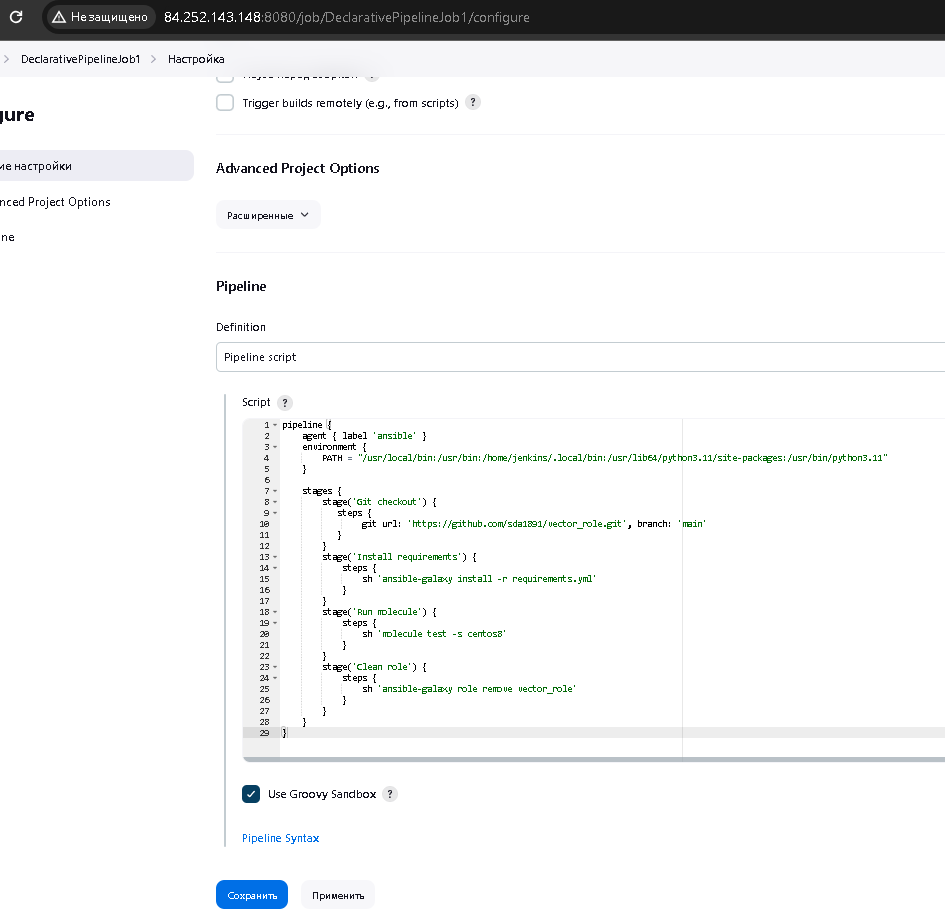 Не защищено 84.252.143.148:8080/job/DeclarativePipelineJob1/configure
DeclarativePipelineJob1 > Настройка
gure
ие настройки
nced Project Options
ne
Trigger builds remotely (e.g., from scripts) ?
Advanced Project Options
Расширенные
Pipeline
Definition
Pipeline script
Script ?
1 pipeline {
2 agent { label 'ansible' }
3 environment {
4 PATH = "/usr/local/bin:/usr/bin:/home/jenkins/.local/bin:/usr/lib64/python3.11/site-packages:/usr/bin/python3.11"
5 }
6
7 stages {
8 stage('Git checkout') {
9 steps {
10 git url: 'https://github.com/sda1891/vector_role.git', branch: 'main'
11 }
12 }
13 stage('Install requirements') {
14 steps {
15 sh 'ansible-galaxy install -r requirements.yml'
16 }
17 }
18 stage('Run molecule') {
19 steps {
20 sh 'molecule test -s centos8'
21 }
22 }
23 stage('Clean role') {
24 steps {
25 sh 'ansible-galaxy role remove vector_role'
26 }
27 }
28 }
29 }
Use Groovy Sandbox ?
Pipeline Syntax
Сохранить Применить